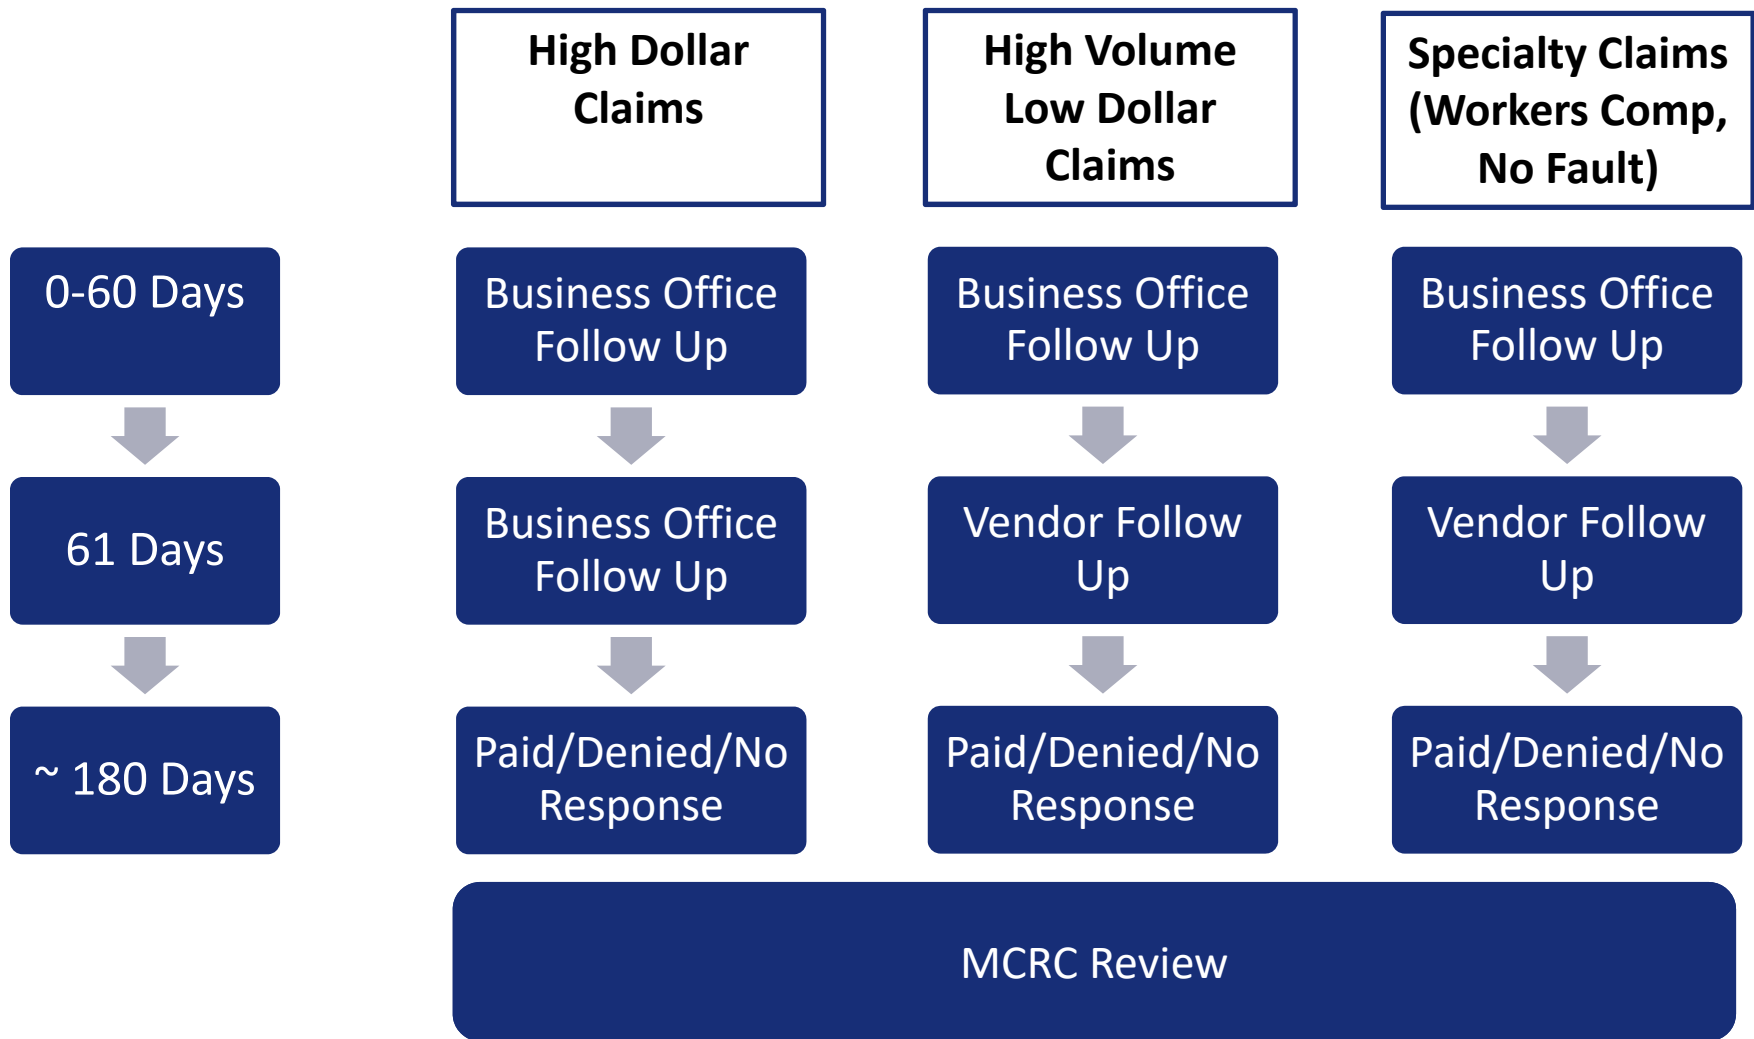 High Dollar
Claims
High Volume
Low Dollar
Claims
Specialty Claims
(Workers Comp,
No Fault)
0-60 Days
Business Office
Follow Up
Business Office
Follow Up
Business Office
Follow Up
61 Days
Business Office
Follow Up
Vendor Follow
Up
Vendor Follow
Up
~ 180 Days
Paid/Denied/No
Response
Paid/Denied/No
Response
Paid/Denied/No
Response
MCRC Review